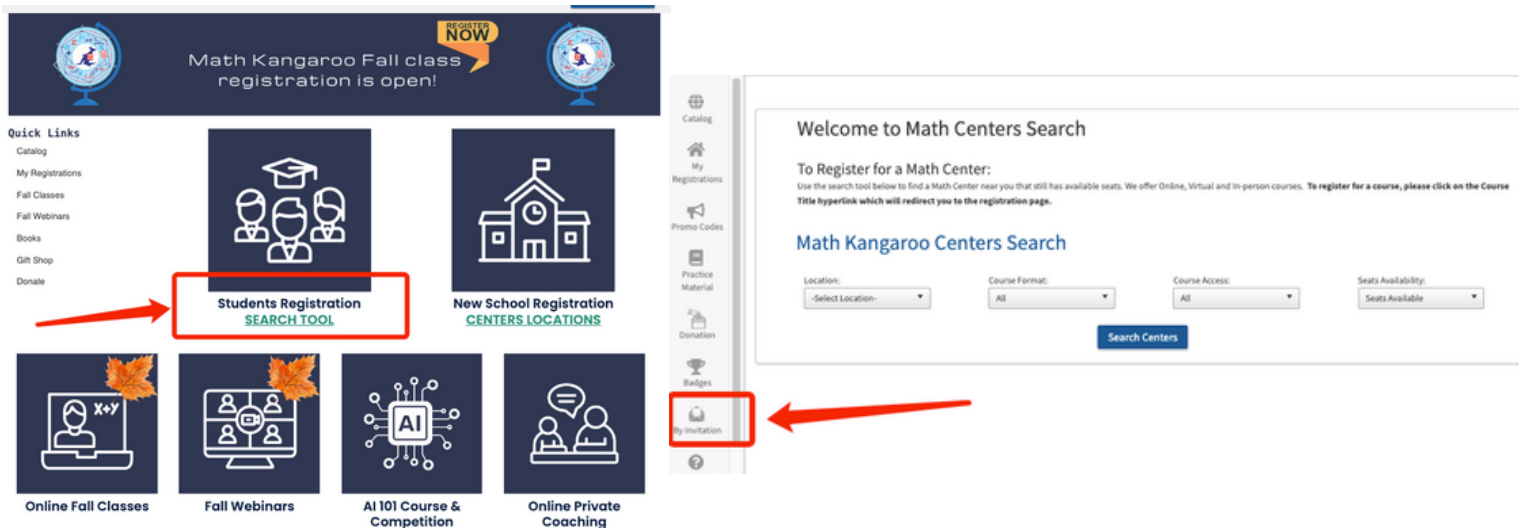 REGISTER
NOW
Math Kangaroo Fall class
registration is open!
Quick Links
Catalog
My Registrations
Fall Classes
Fall Webinars
Books
Gift Shop
Donate
Students Registration
SEARCH TOOL
New School Registration
CENTERS LOCATIONS
X+Y
AI
Online Fall Classes
Fall Webinars
AI 101 Course &
Competition
Online Private
Coaching
Catalog
My
Registrations
Promo Codes
Practice
Material
Donation
Badges
By Invitation
Welcome to Math Centers Search
To Register for a Math Center:
Use the search tool below to find a Math Center near you that still has available seats. We offer Online, Virtual and In-person courses. To register for a course, please click on the Course
Title hyperlink which will redirect you to the registration page.
Math Kangaroo Centers Search
Location:
-Select Location-
Course Format:
All
Course Access:
All
Seats Availability:
Seats Available
Search Centers